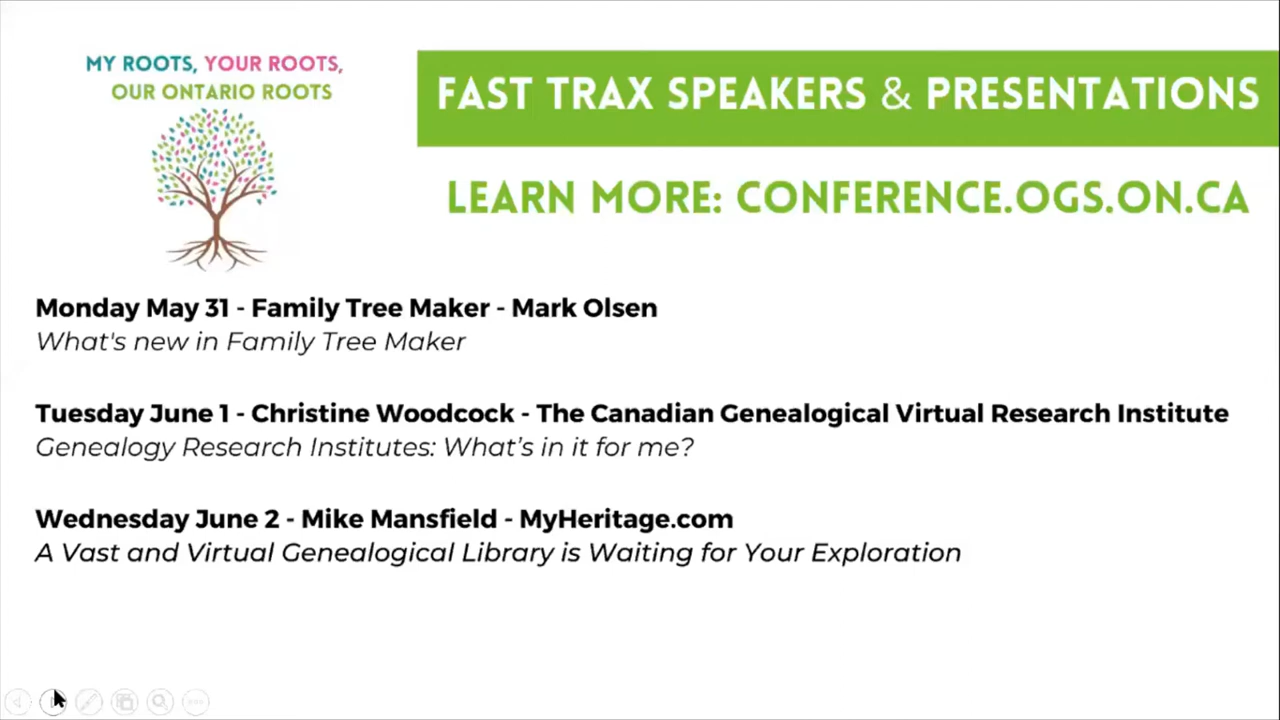 MY ROOTS, YOUR ROOTS,
OUR ONTARIO ROOTS
FAST TRAX SPEAKERS & PRESENTATIONS
LEARN MORE: CONFERENCE.OGS.ON.CA
Monday May 31 - Family Tree Maker - Mark Olsen
What's new in Family Tree Maker
Tuesday June 1 - Christine Woodcock - The Canadian Genealogical Virtual Research Institute
Genealogy Research Institutes: What's in it for me?
Wednesday June 2 - Mike Mansfield - MyHeritage.com
A Vast and Virtual Genealogical Library is Waiting for Your Exploration